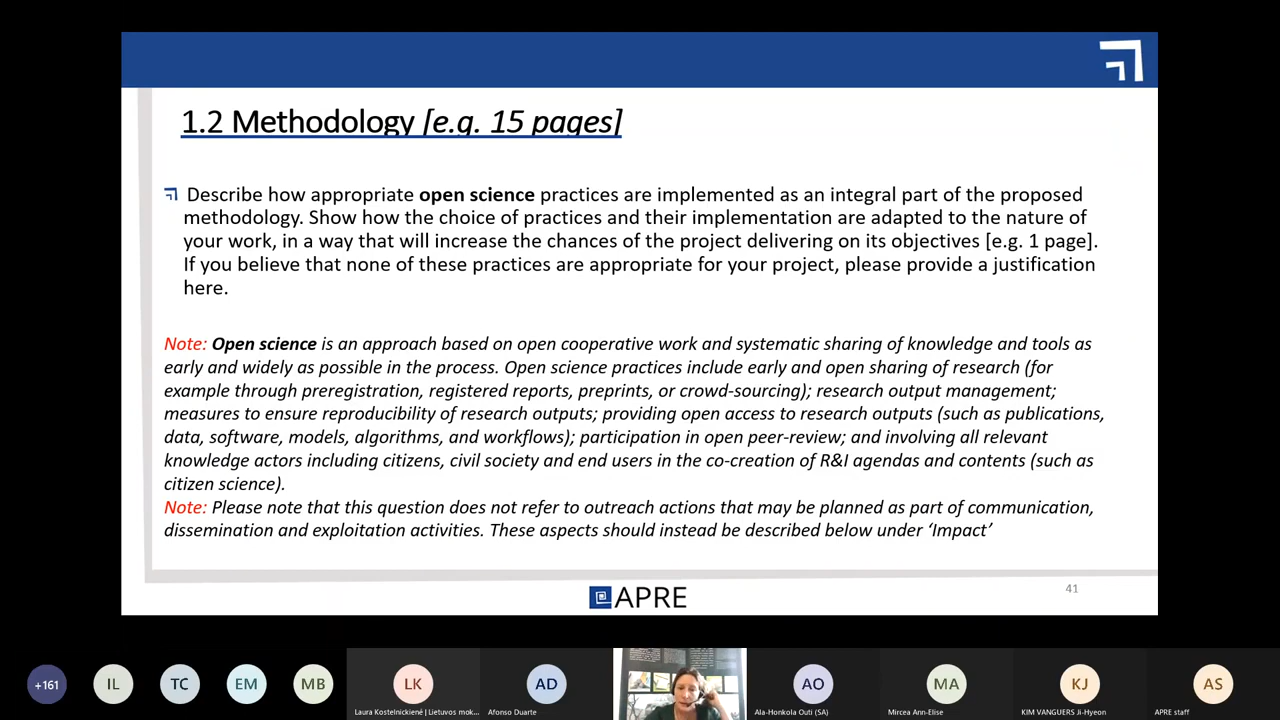 1.2 Methodology [e.g. 15 pages]
Describe how appropriate open science practices are implemented as an integral part of the proposed
methodology. Show how the choice of practices and their implementation are adapted to the nature of
your work, in a way that will increase the chances of the project delivering on its objectives [e.g. 1 page].
If you believe that none of these practices are appropriate for your project, please provide a justification
here.
Note: Open science is an approach based on open cooperative work and systematic sharing of knowledge and tools as
early and widely as possible in the process. Open science practices include early and open sharing of research (for
example through preregistration, registered reports, preprints, or crowd-sourcing); research output management;
measures to ensure reproducibility of research outputs; providing open access to research outputs (such as publications,
data, software, models, algorithms, and workflows); participation in open peer-review; and involving all relevant
knowledge actors including citizens, civil society and end users in the co-creation of R&I agendas and contents (such as
citizen science).
Note: Please note that this question does not refer to outreach actions that may be planned as part of communication,
dissemination and exploitation activities. These aspects should instead be described below under ‘Impact’
APRE
41
+161
IL
TC
EM
MB
LK
AD
AO
MA
KJ
AS
Laura Kostelnickienė | Lietuvos mok...
Afonso Duarte
Ala-Honkola Outi (SA)
Mircea Ann-Elise
KIM VANGUERS Ji-Hyeon
APRE staff